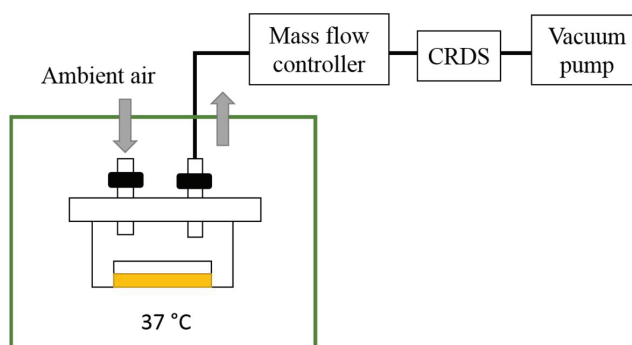 Mass flow
controller
CRDS
Vacuum
pump
Ambient air
37 °C